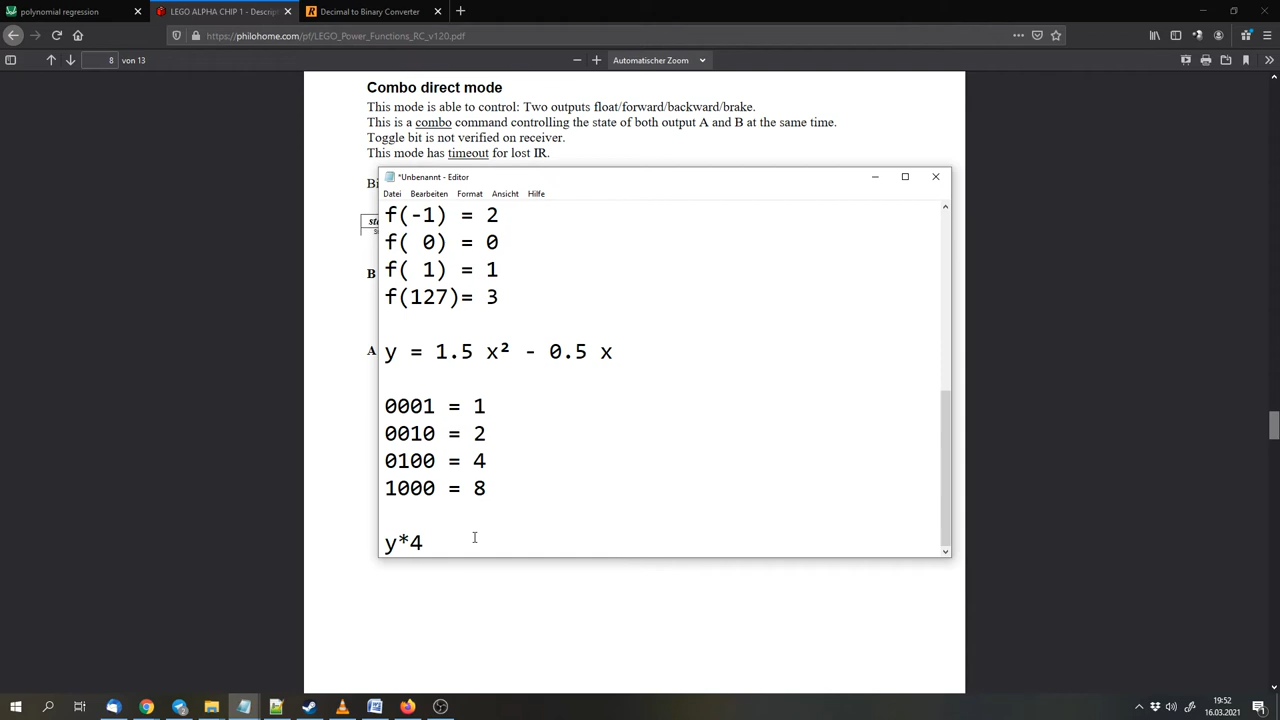 polynomial regression
LEGO ALPHA CHIP 1 - Descript
Decimal to Binary Converter
https://philohome.com/pf/LEGO_Power_Functions_RC_v120.pdf
8 von 13
Automatischer Zoom
Combo direct mode
This mode is able to control: Two outputs float/forward/backward/brake.
This is a combo command controlling the state of both output A and B at the same time.
Toggle bit is not verified on receiver.
This mode has timeout for lost IR.
*Unbenannt - Editor
Datei Bearbeiten Format Ansicht Hilfe
f(-1) = 2
f( 0) = 0
f( 1) = 1
f(127)= 3
y = 1.5 x² - 0.5 x
0001 = 1
0010 = 2
0100 = 4
1000 = 8
y*4
B
A
19:52
16.03.2021